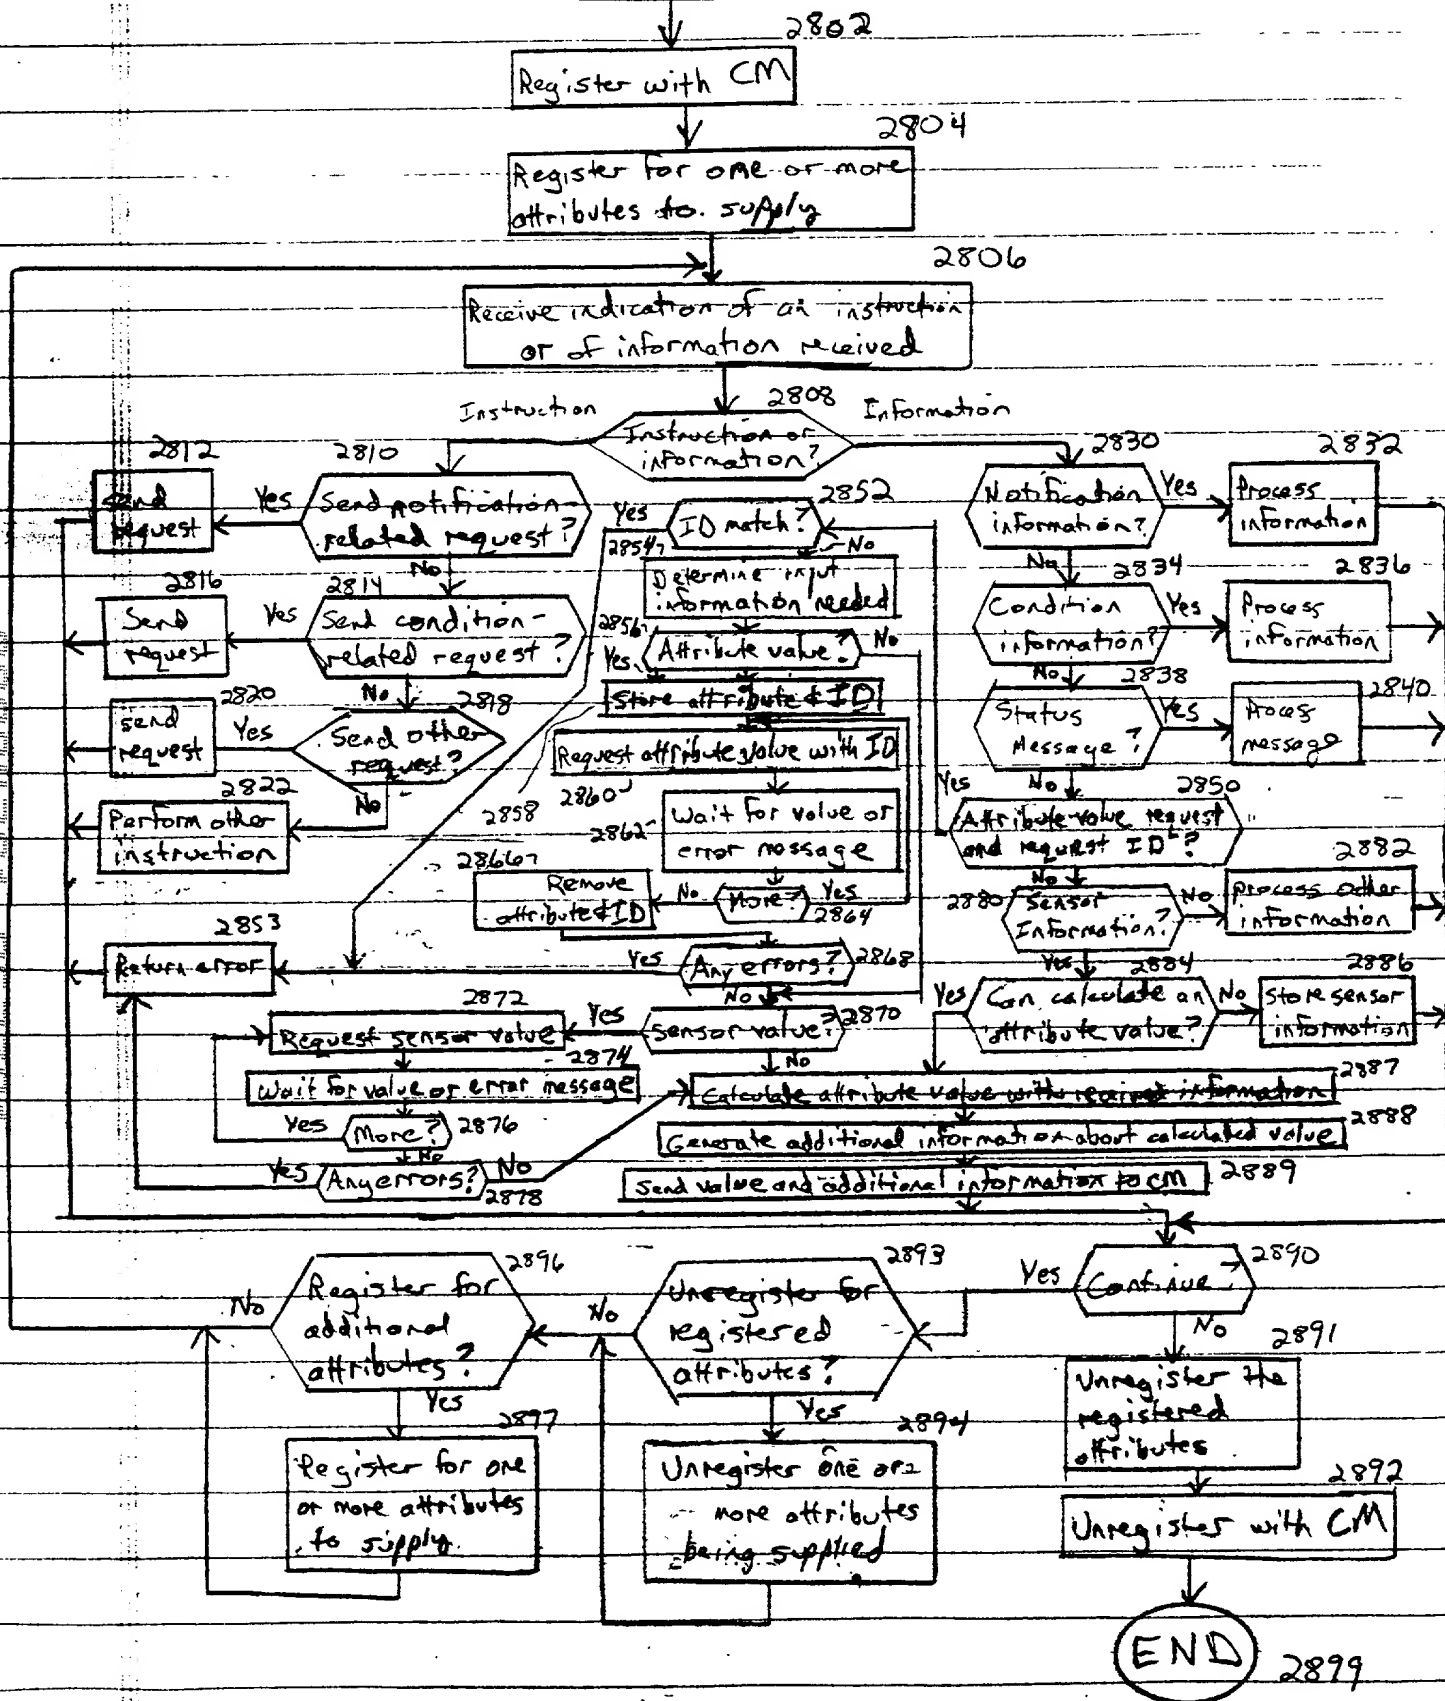 2802
Register with CM
2804
Register for one or more
attributes to supply
2806
Receive indication of an instruction
or of information received
2808
Instruction
Information
Instruction or
information?
2812
Send
request
Yes
2810
Send notification-
related request?
No
2816
Send
request
Yes
2814
Send condition-
related request?
No
2820
Send
request
Yes
2818
Send other
request?
No
2822
Perform other
instruction
2852
Yes
ID match?
No
2854
Determine input
information needed
2856
Attribute value?
No
Yes
Store attribute & ID
2858
Request attribute value with ID
2860
Wait for value or
error message
2862
More?
Yes
No
2864
2866
Remove
attribute & ID
2853
Return error
Yes
Any errors?
2868
No
2830
Notification
information?
Yes
2832
Process
information
No
2834
Condition
information?
Yes
2836
Process
information
No
2838
Status
Message?
Yes
2840
Process
message
No
2850
Yes
Attribute value request
and request ID?
No
2880
Sensor
Information?
No
2882
Process other
information
Yes
2884
Yes
Can calculate an
attribute value?
No
2886
Store sensor
information
2872
Request sensor value
Yes
Sensor value?
2870
No
2874
Wait for value or error message
Yes
More?
2876
No
Yes
Any errors?
No
2878
2887
Calculate attribute value with received information
2888
Generate additional information about calculated value
Send value and additional information to CM
2889
2890
Yes
Continue?
No
2891
Unregister the
registered
attributes
2892
Unregister with CM
END
2899
2893
Unregister for
registered
attributes?
No
Yes
2894
Unregister one or
more attributes
being supplied
2896
Register for
additional
attributes?
No
Yes
2897
Register for one
or more attributes
to supply